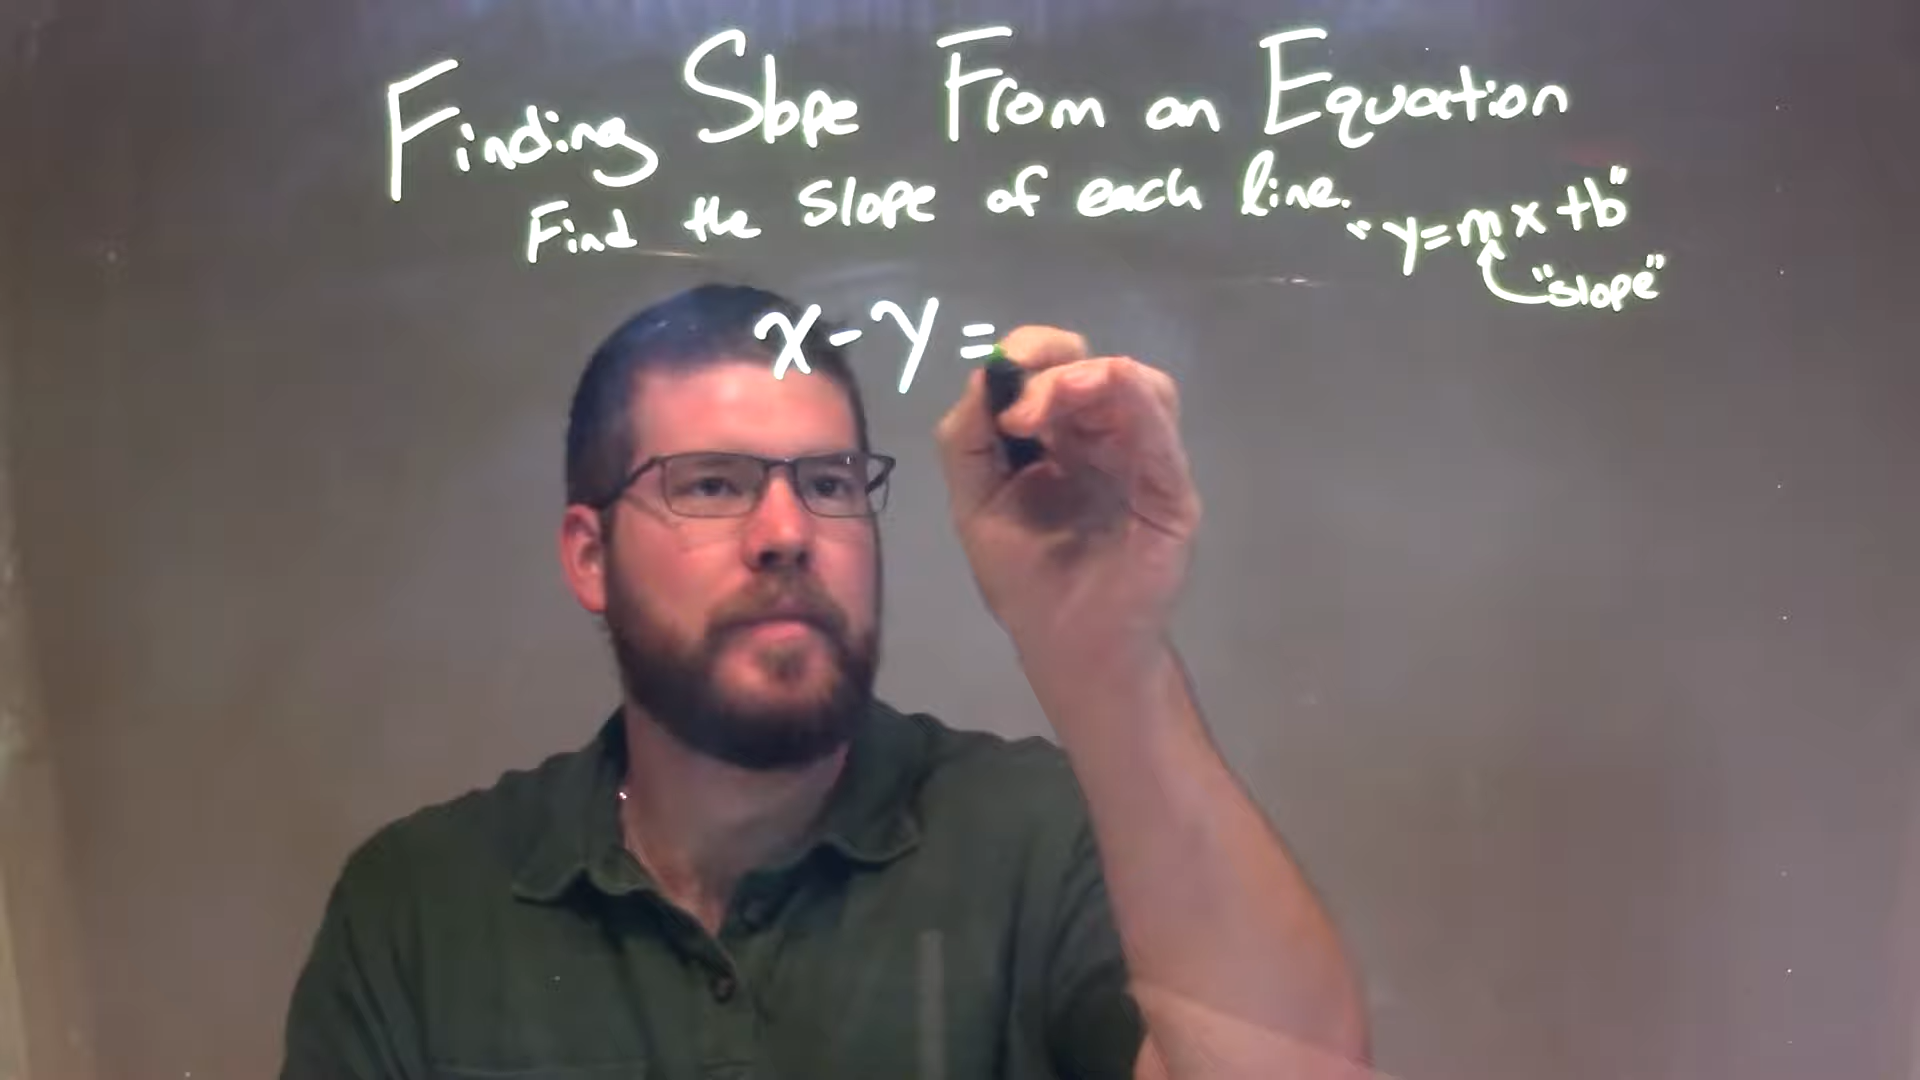 Finding Slope From an Equation
Find the slope of each line.
"y=mx+b"
"slope"
x-y=